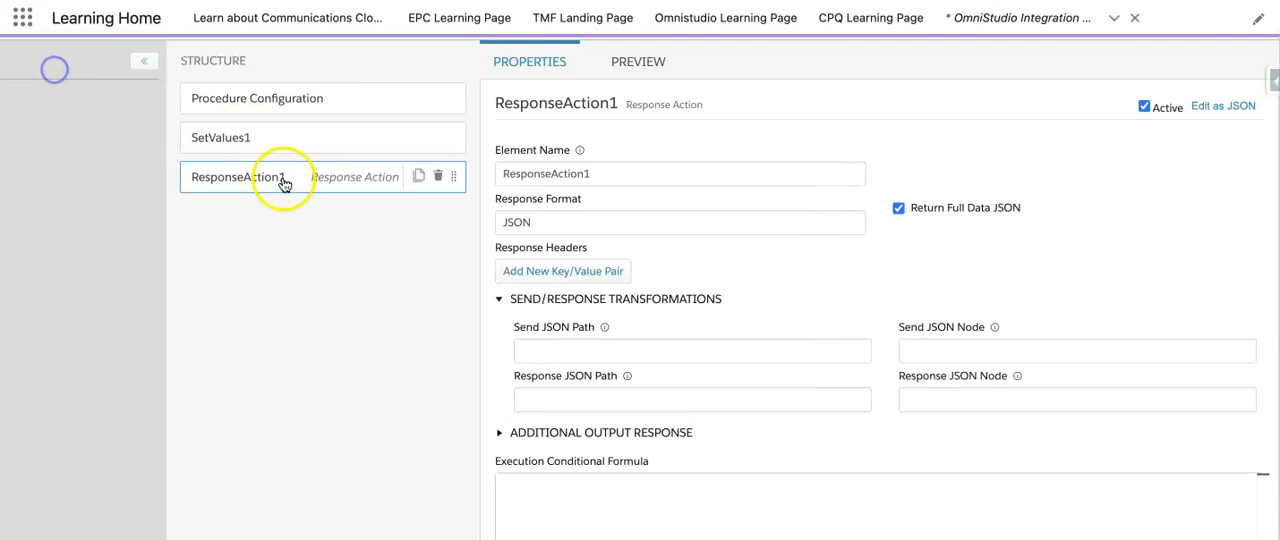 Learning Home
Learn about Communications Clo... EPC Learning Page TMF Landing Page Omnistudio Learning Page CPQ Learning Page * OmniStudio Integration ...
STRUCTURE
Procedure Configuration
SetValues1
ResponseAction1 Response Action
PROPERTIES PREVIEW
ResponseAction1 Response Action
Active Edit as JSON
Element Name
ResponseAction1
Response Format
JSON
Return Full Data JSON
Response Headers
Add New Key/Value Pair
SEND/RESPONSE TRANSFORMATIONS
Send JSON Path Send JSON Node
Response JSON Path Response JSON Node
ADDITIONAL OUTPUT RESPONSE
Execution Conditional Formula